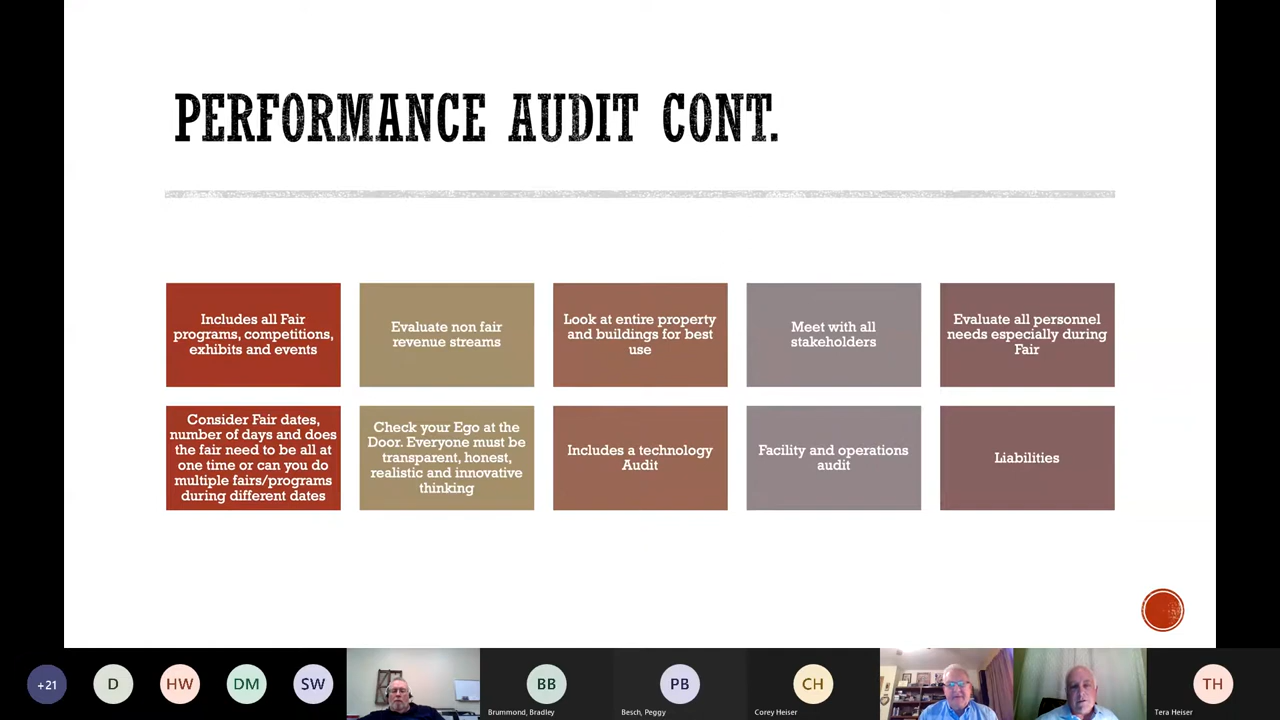 PERFORMANCE AUDIT CONT.
Includes all Fair
programs, competitions,
exhibits and events
Evaluate non fair
revenue streams
Look at entire property
and buildings for best
use
Meet with all
stakeholders
Evaluate all personnel
needs especially during
Fair
Consider Fair dates,
number of days and does
the fair need to be all at
one time or can you do
multiple fairs/programs
during different dates
Check your Ego at the
Door. Everyone must be
transparent, honest,
realistic and innovative
thinking
Includes a technology
Audit
Facility and operations
audit
Liabilities
+21
D
HW
DM
SW
BB
Brummond, Bradley
PB
Besch, Peggy
CH
Corey Heiser
TH
Tera Heiser